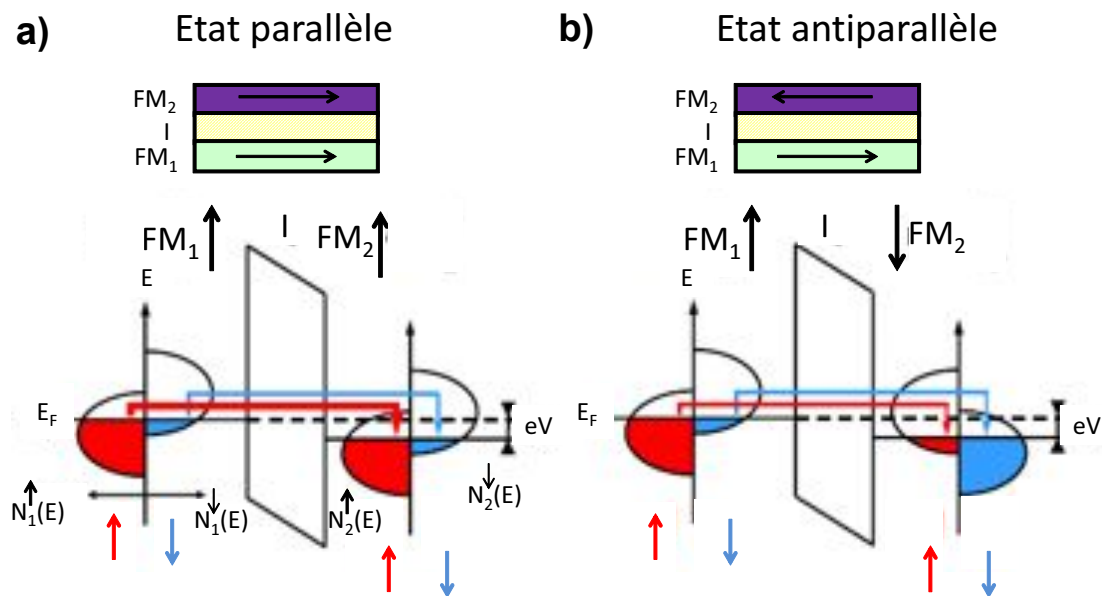 a) Etat parallèle
FM2
I
FM1
FM1
I
FM2
E
EF
eV
N1(E)
N1(E)
N2(E)
N2(E)
b) Etat antiparallèle
FM2
I
FM1
FM1
I
FM2
E
EF
eV